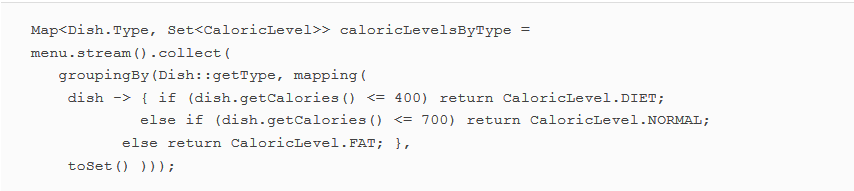 Map<Dish.Type, Set<CaloricLevel>> caloricLevelsByType =
menu.stream().collect(
groupingBy(Dish::getType, mapping(
dish -> { if (dish.getCalories() <= 400) return CaloricLevel.DIET;
else if (dish.getCalories() <= 700) return CaloricLevel.NORMAL;
else return CaloricLevel.FAT; },
toSet() )));